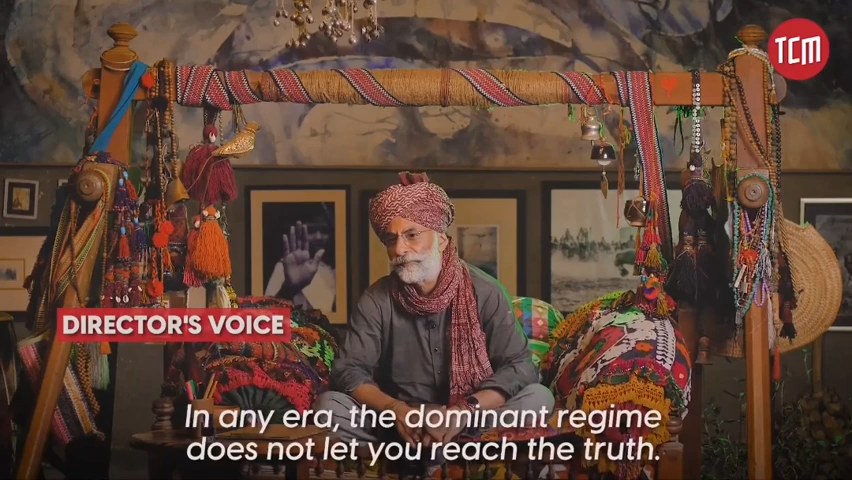 TCM
DIRECTOR'S VOICE
In any era, the dominant regime
does not let you reach the truth.